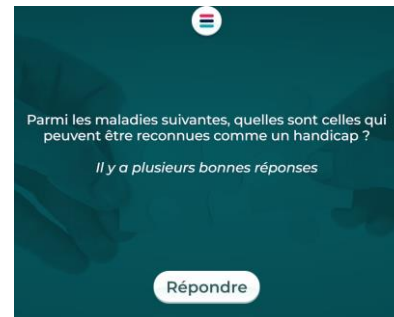 Parmi les maladies suivantes, quelles sont celles qui
peuvent être reconnues comme un handicap ?
Il y a plusieurs bonnes réponses
Répondre